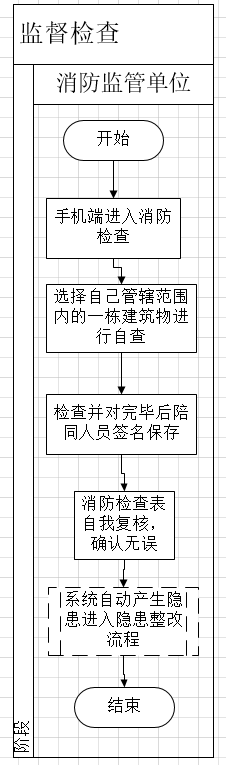 监督检查
消防监管单位
开始
手机端进入消防
检查
选择自己管辖范围
内的一栋建筑物进
行自查
检查并对完毕后陪
同人员签名保存
消防检查表
自我复核，
确认无误
系统自动产生隐
患进入隐患整改
流程
结束
阶段